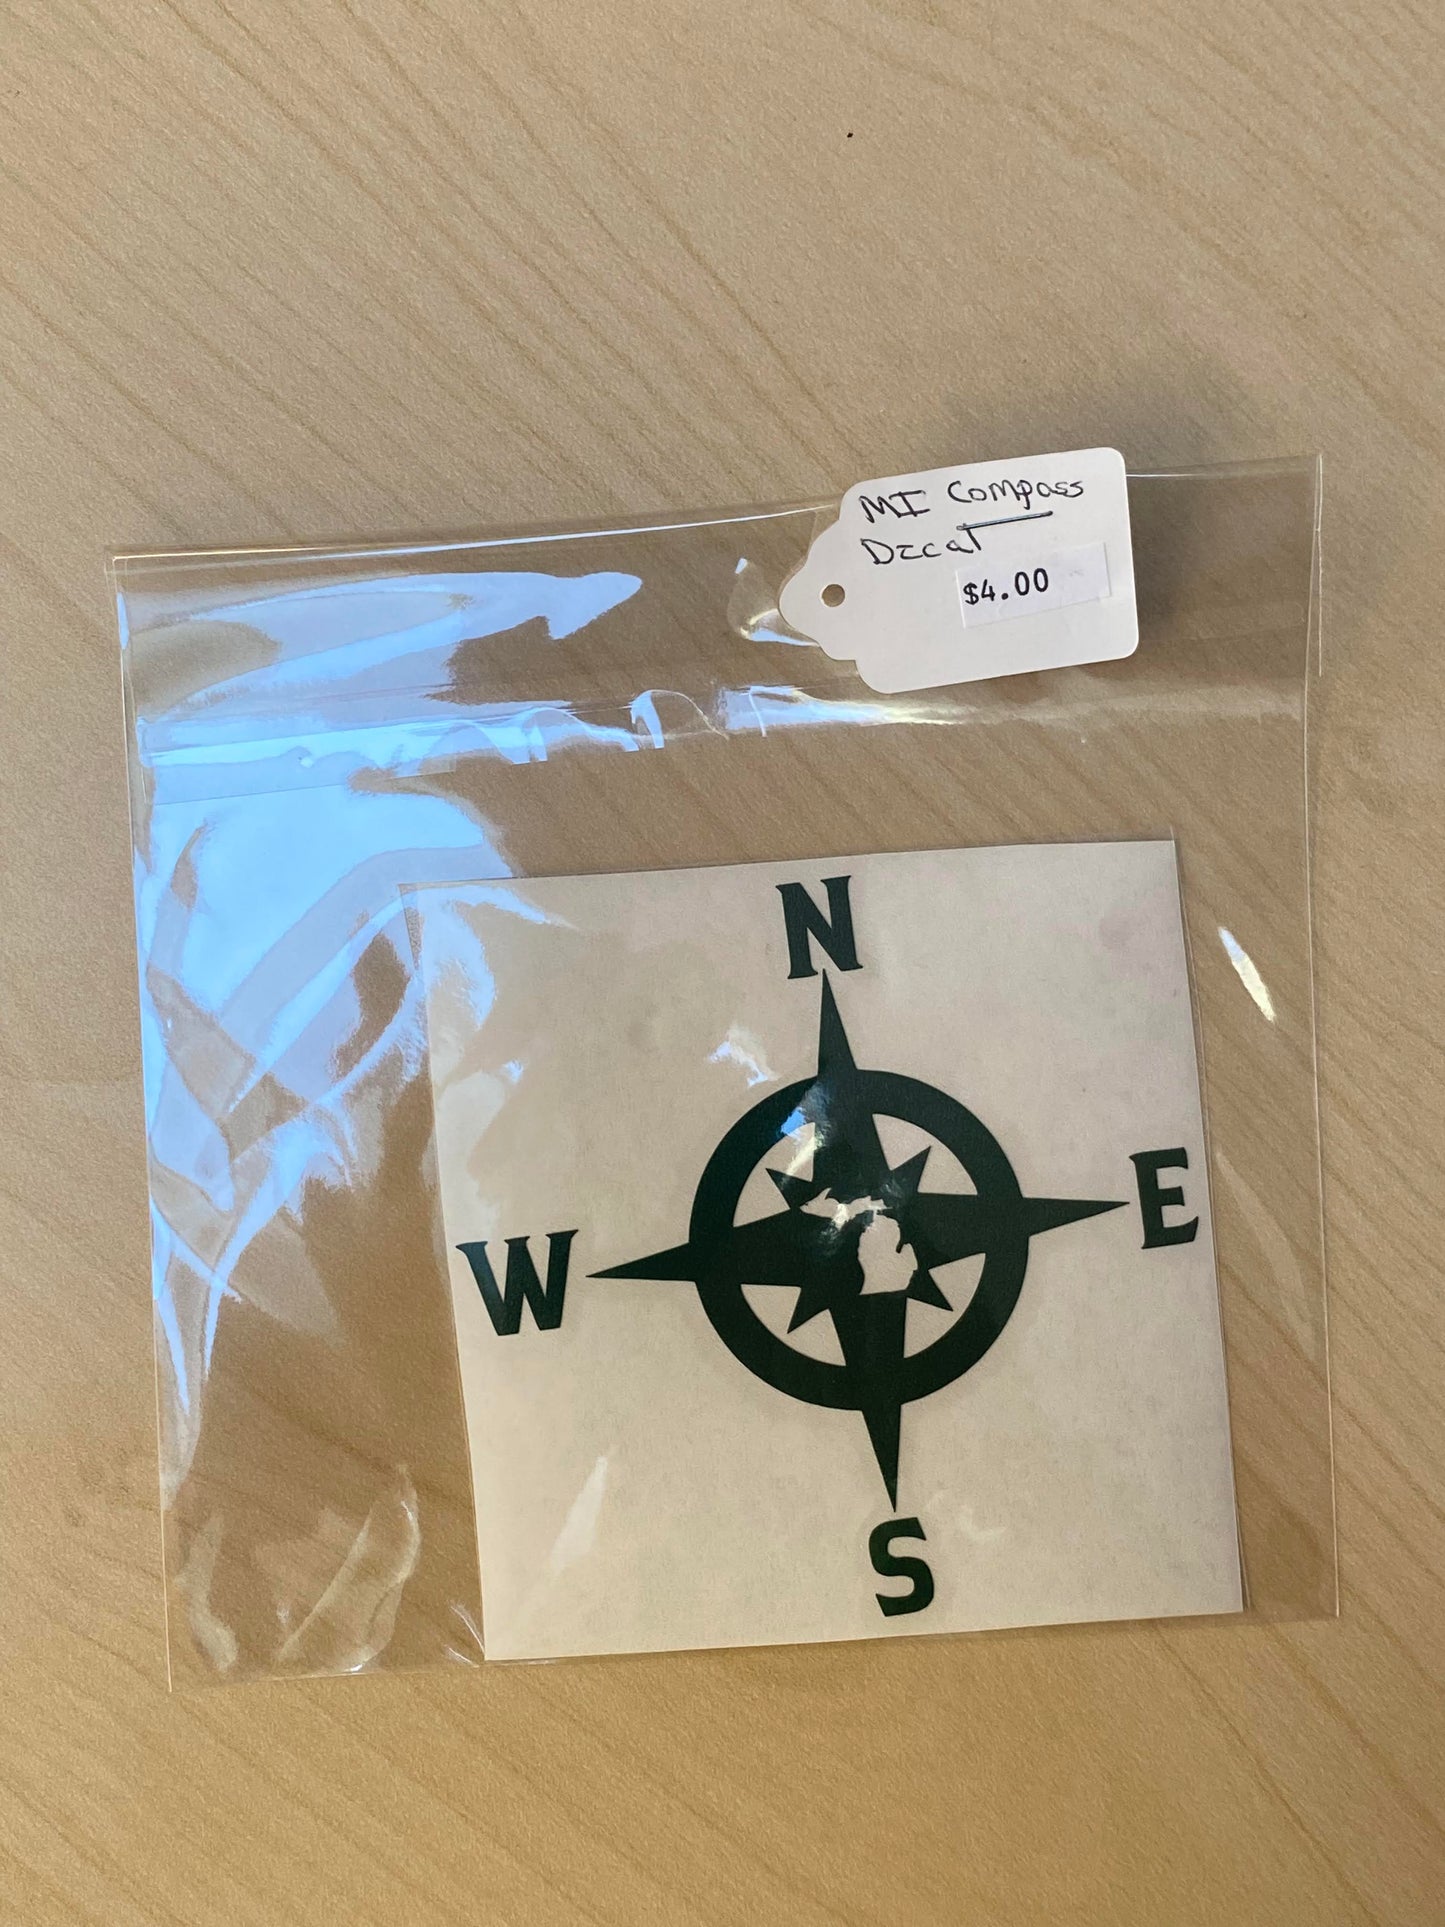 MI Compass
Decal
$4.00
N
W E
S